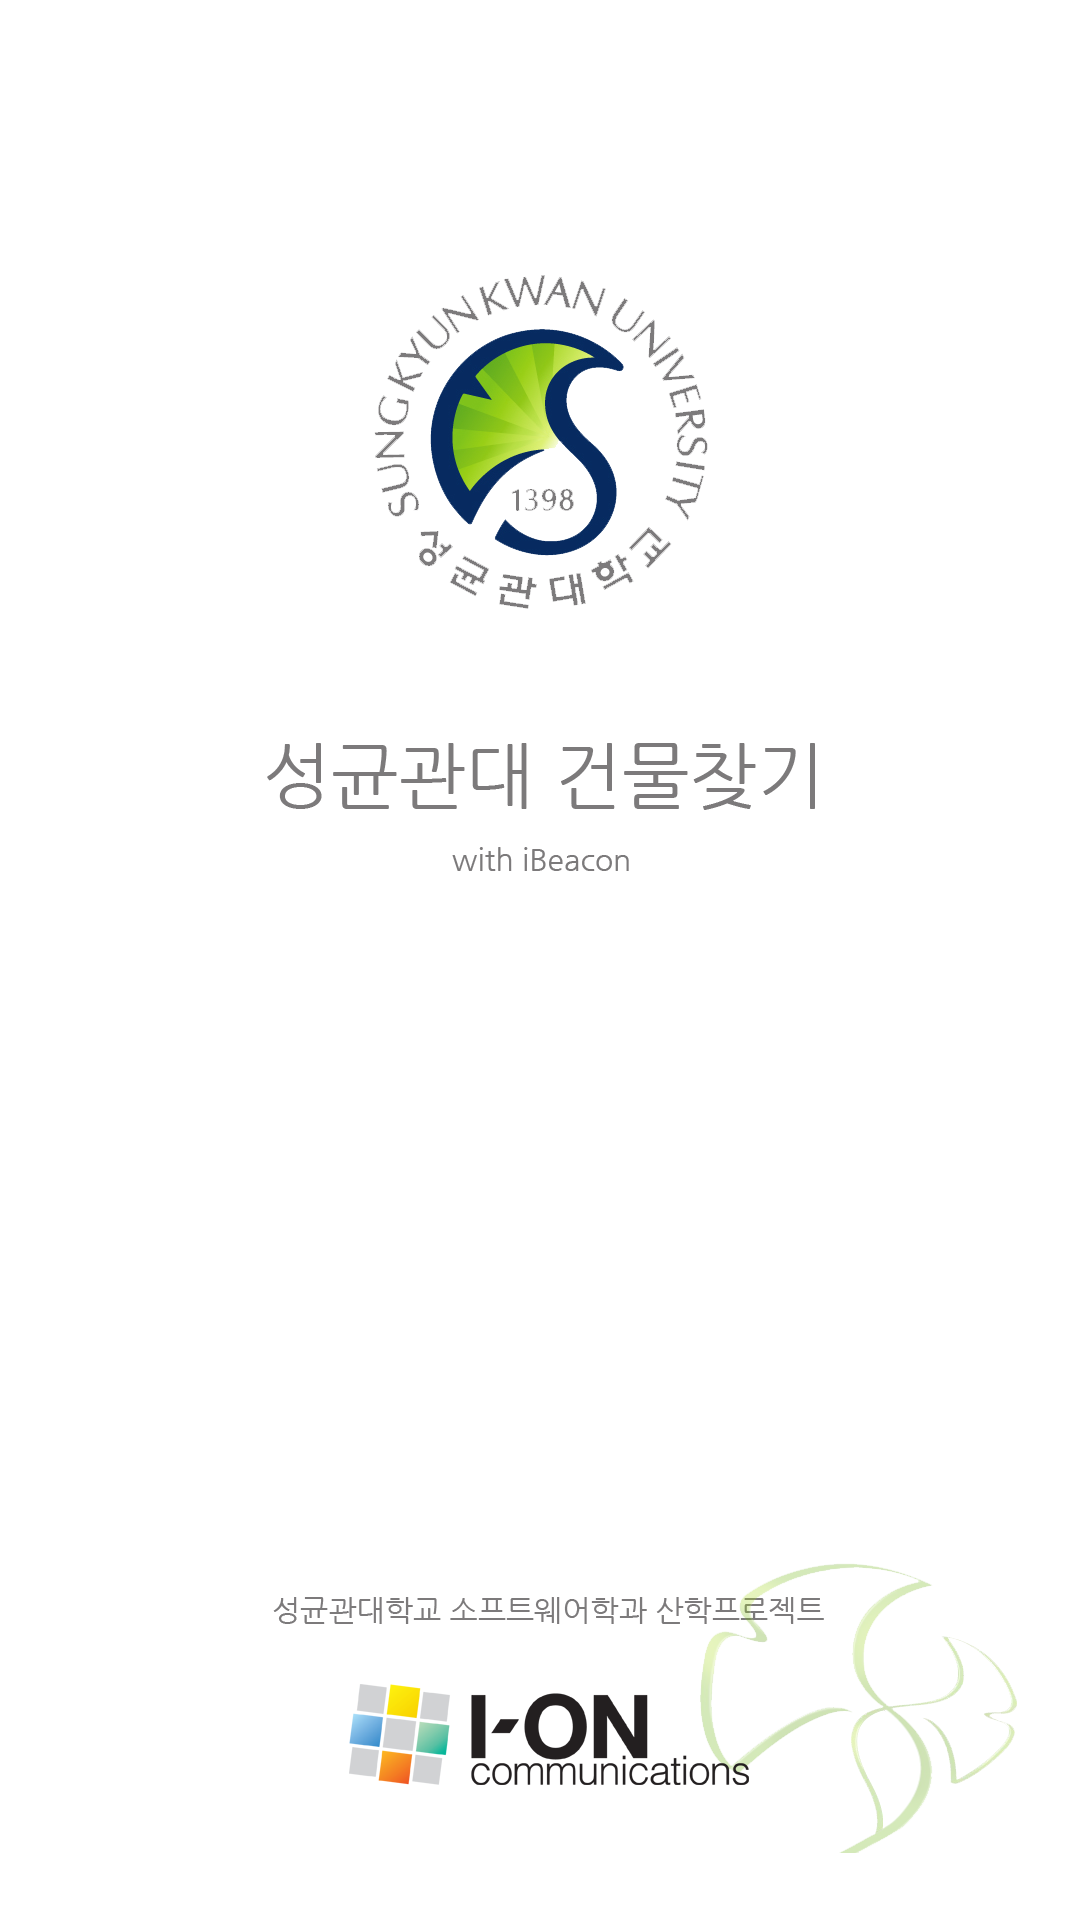 SUNGKYUNKWAN UNIVERSITY
1398
성균관대학교
성균관대 건물찾기
with iBeacon
성균관대학교 소프트웨어학과 산학프로젝트
I-ON
communications